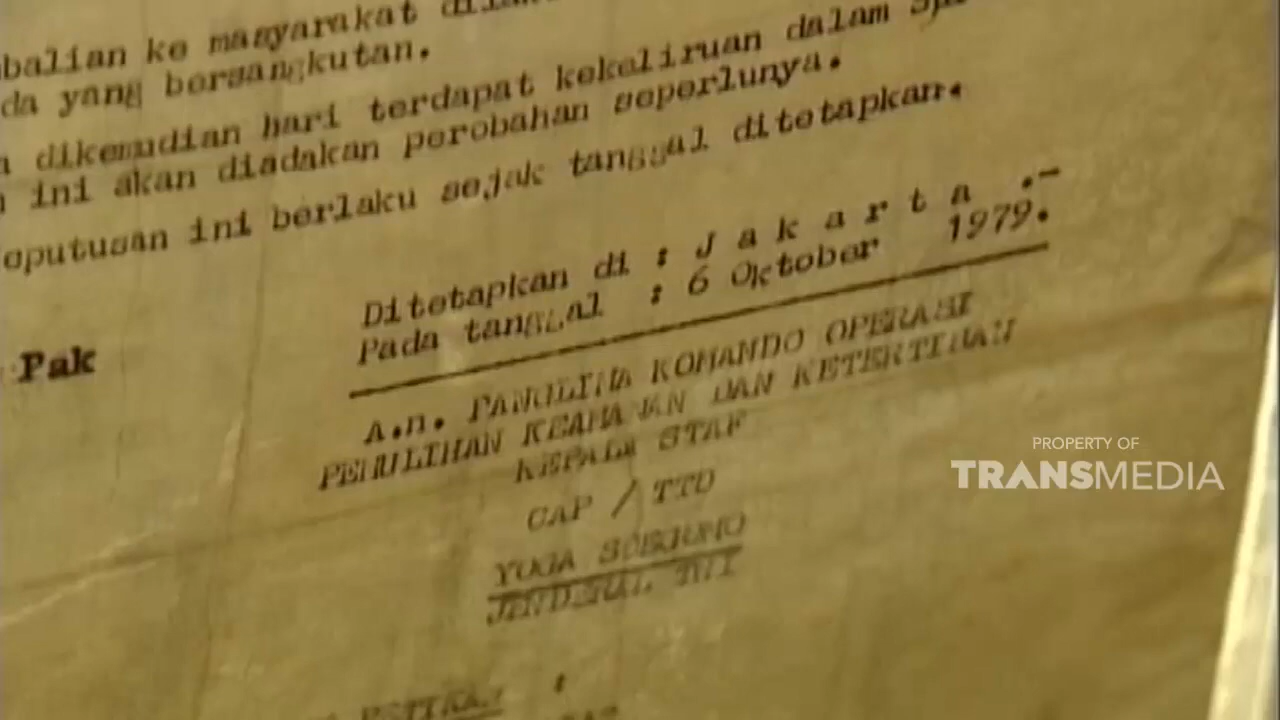 balian ke masyarakat
da yang bersangkutan.
dikemudian hari terdapat kekeliruan dalam
ini akan diadakan perobahan seperlunya.
eputusan ini berlaku sejak tanggal ditetapkan.
Ditetapkan di : J a k a r t a .-
Pada tanggal : 6 Oktober 1979.
Pak
A.n. PANGLIMA KOMANDO OPERASI
PEMULIHAN KEAMANAN DAN KETERTIBAN
KEPALA STAF
CAP / TTD
YOGA SUGOMO
JENDERAL TNI
PROPERTY OF
TRANSMEDIA